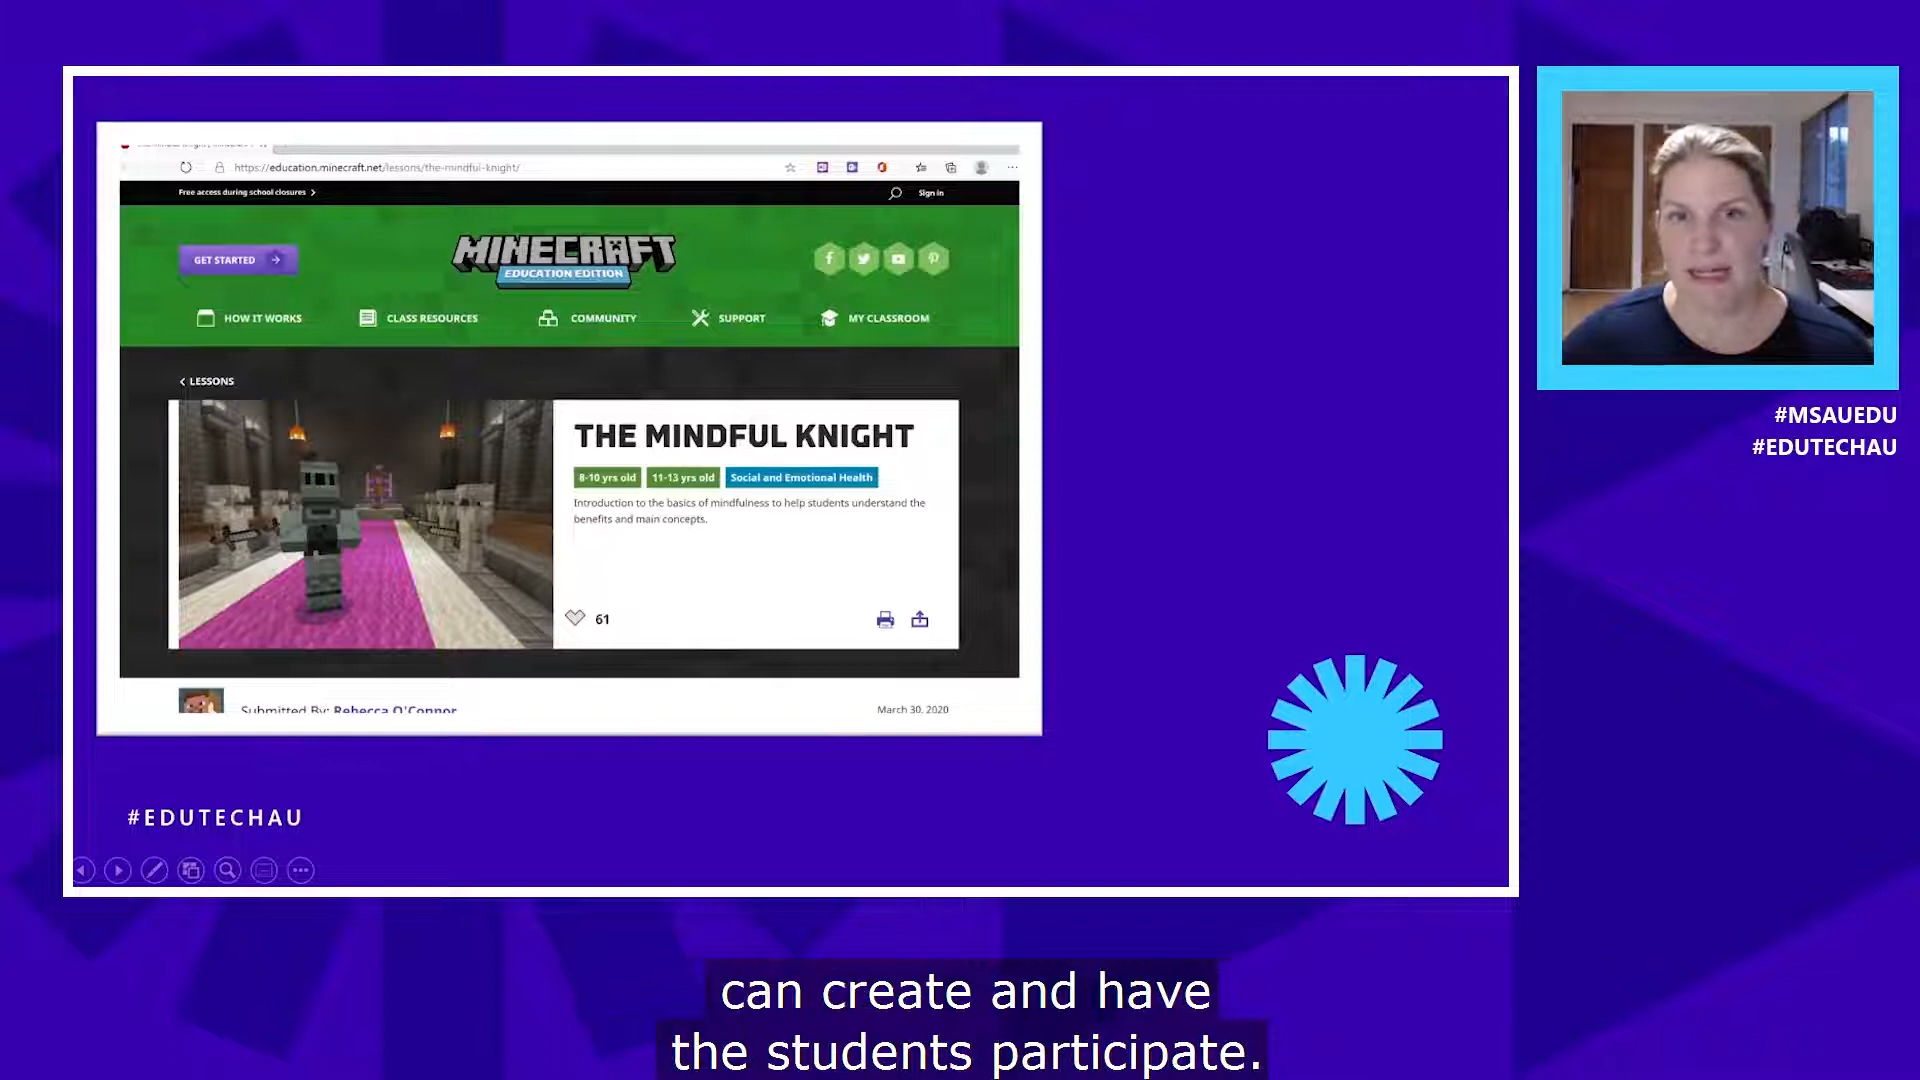 https://education.minecraft.net/lessons/the-mindful-knight/
Free access during school closures
Sign in
GET STARTED
MINECRAFT
EDUCATION EDITION
HOW IT WORKS
CLASS RESOURCES
COMMUNITY
SUPPORT
MY CLASSROOM
LESSONS
THE MINDFUL KNIGHT
8-10 yrs old 11-13 yrs old Social and Emotional Health
Introduction to the basics of mindfulness to help students understand the
benefits and main concepts.
61
Submitted By: Rebecca O'Connor
March 30, 2020
#EDUTECHAU
#MSAUEDU
#EDUTECHAU
can create and have
the students participate.